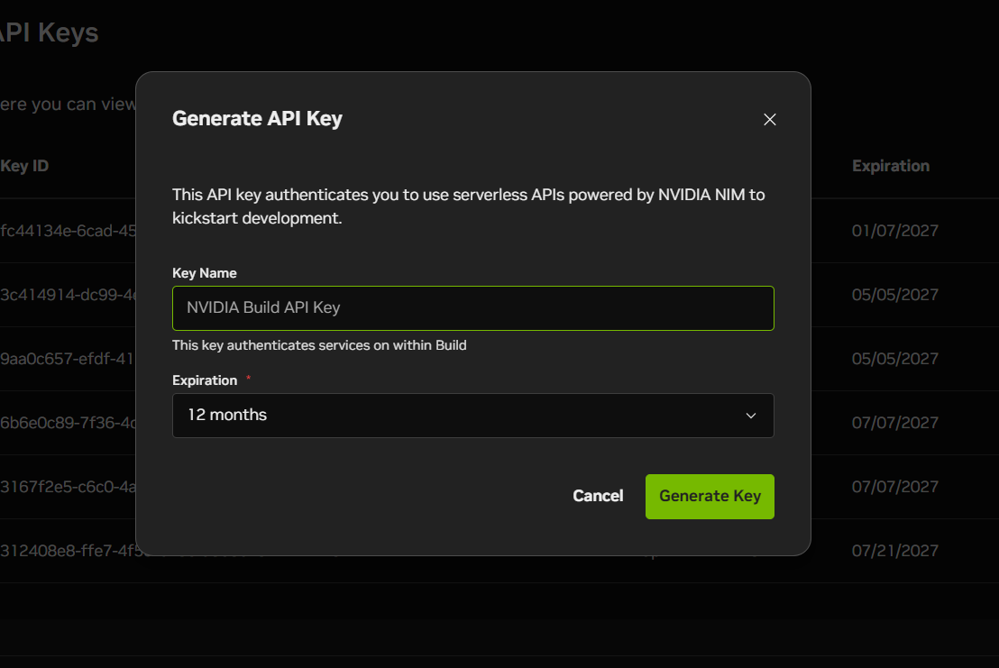 API Keys
Generate API Key
ere you can view
Key ID
Expiration
This API key authenticates you to use serverless APIs powered by NVIDIA NIM to
kickstart development.
fc44134e-6cad-45
01/07/2027
Key Name
3c414914-dc99-4e
NVIDIA Build API Key
05/05/2027
This key authenticates services on within Build
9aa0c657-efdf-41
05/05/2027
Expiration *
12 months
6b6e0c89-7f36-4c
07/07/2027
3167f2e5-c6c0-4a
Cancel
Generate Key
07/07/2027
312408e8-ffe7-4f5
07/21/2027